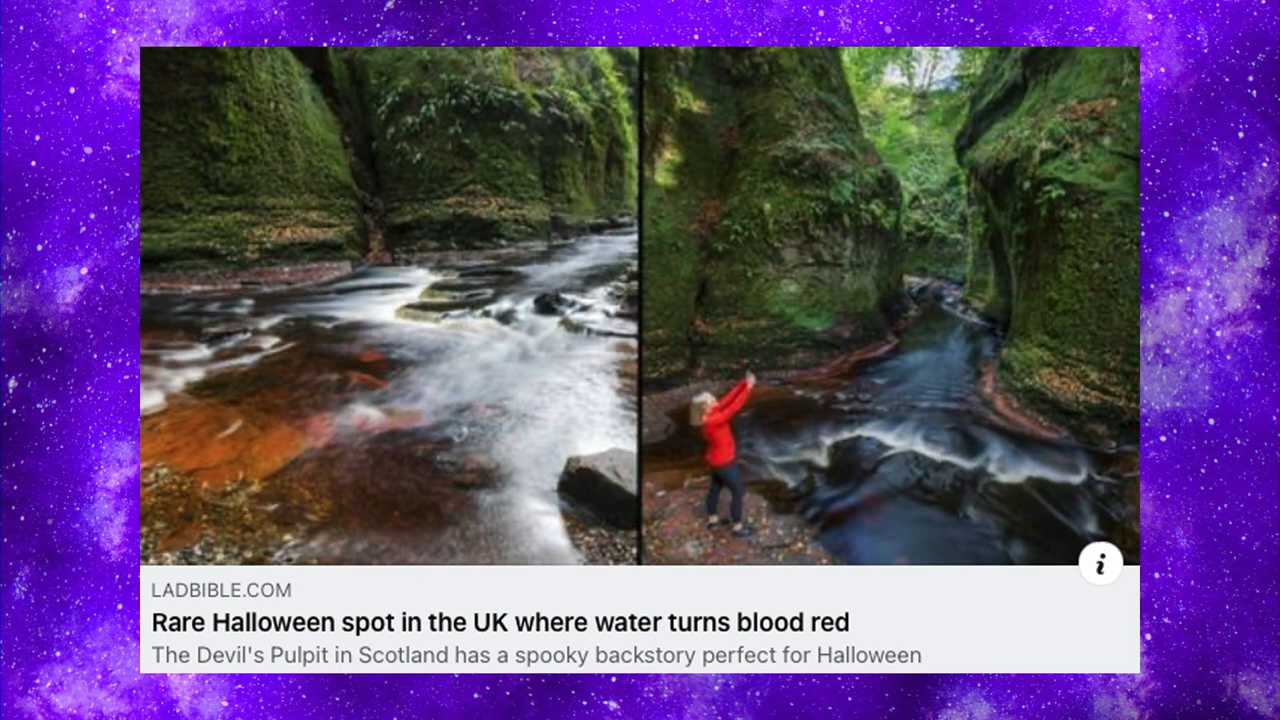 LADBIBLE.COM
Rare Halloween spot in the UK where water turns blood red
The Devil's Pulpit in Scotland has a spooky backstory perfect for Halloween